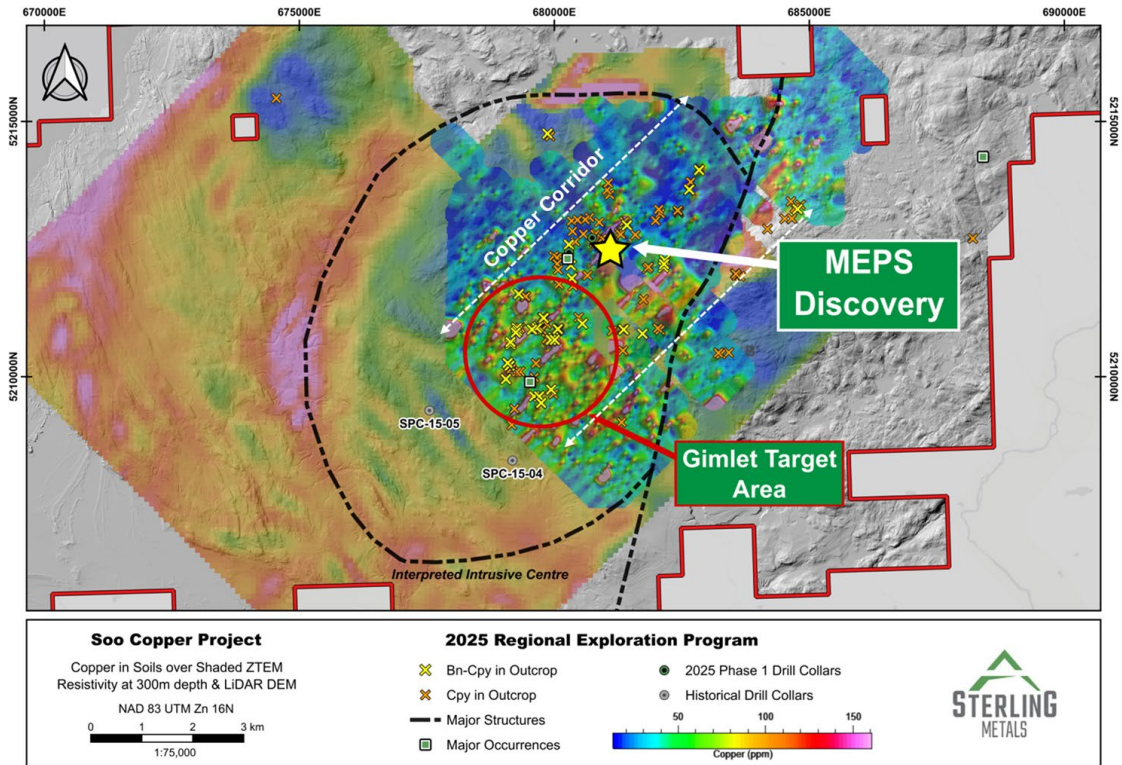 670000E
675000E
680000E
685000E
690000E
5215000N
5215000N
5210000N
5210000N
Copper Corridor
MEPS
Discovery
SPC-15-05
SPC-15-04
Gimlet Target
Area
Interpreted Intrusive Centre
Soo Copper Project
Copper in Soils over Shaded ZTEM
Resistivity at 300m depth & LiDAR DEM
NAD 83 UTM Zn 16N
0 1 2 3 km
1:75,000
2025 Regional Exploration Program
Bn-Cpy in Outcrop
Cpy in Outcrop
Major Structures
Major Occurrences
2025 Phase 1 Drill Collars
Historical Drill Collars
50 100 150
Copper (ppm)
STERLING
METALS